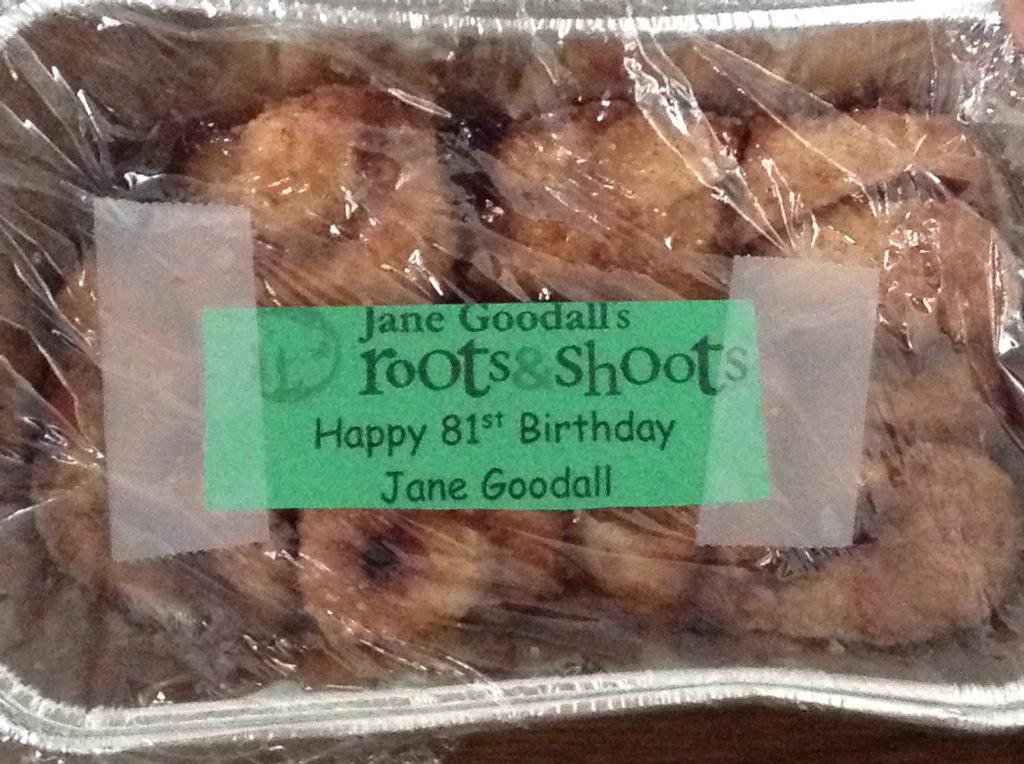 Jane Goodall's
roots&shoots
Happy 81st Birthday
Jane Goodall